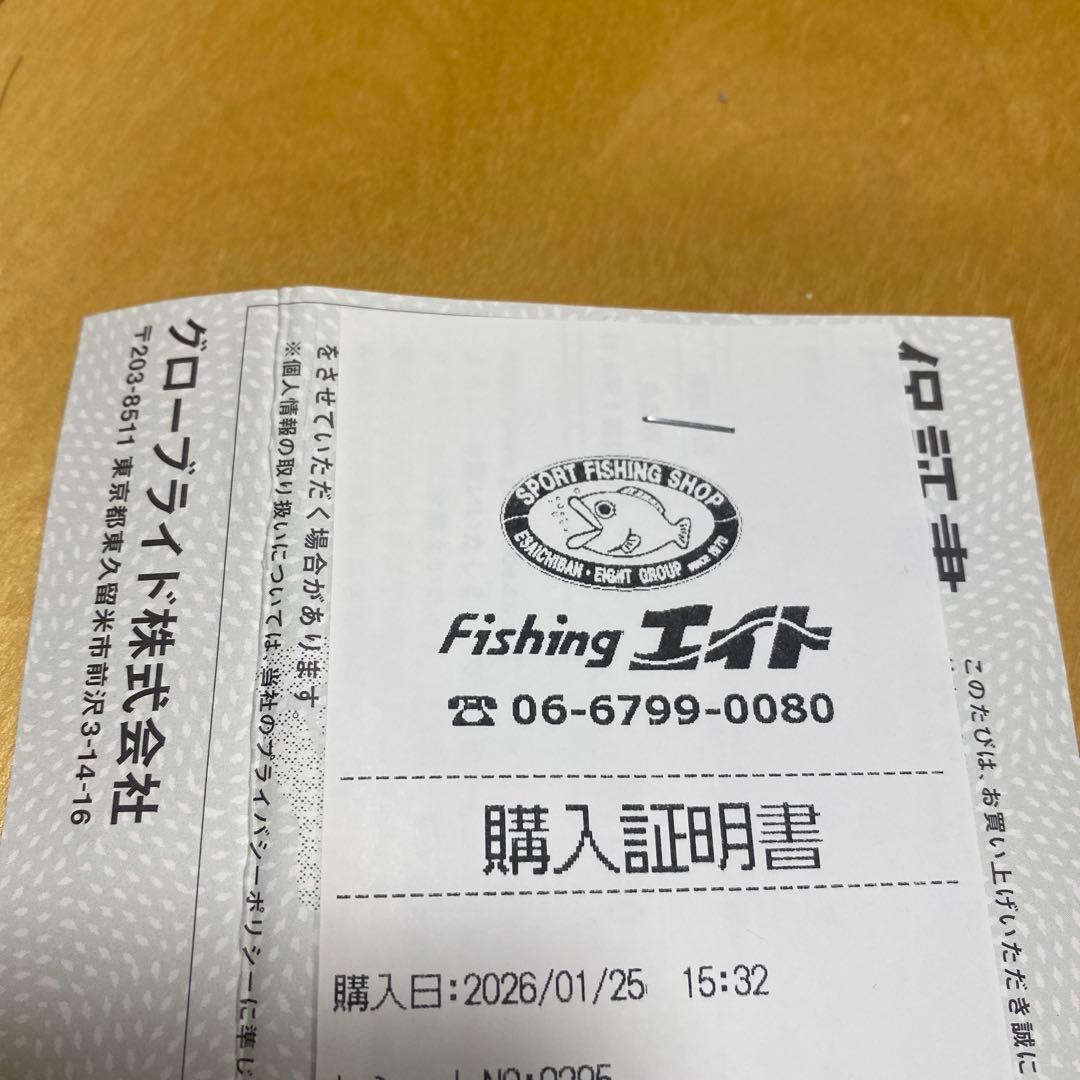 SPORT FISHING SHOP
ESAICHIBAN・EIGHT GROUP SINCE 1970
Fishing エイト
☎ 06-6799-0080
購入証明書
購入日:2026/01/25 15:32
このたびは、お買い上げいただき誠に
をさせていただく場合があります
※個人情報の取り扱いについては、当社のプライバシーポリシーに準じ
グローブライド株式会社
〒203-8511 東京都東久留米市前沢3-14-16